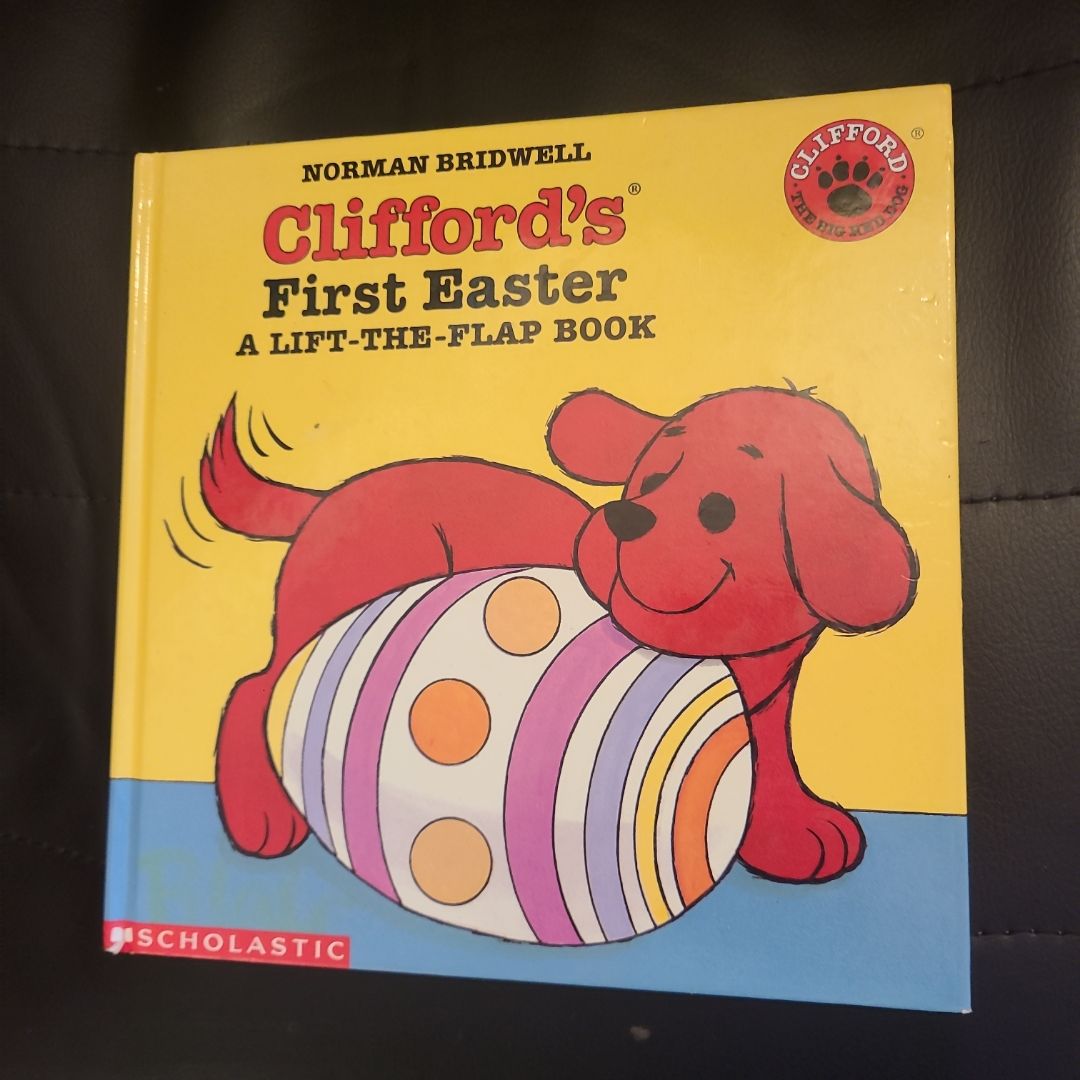 NORMAN BRIDWELL
Clifford's®
First Easter
A LIFT-THE-FLAP BOOK
CLIFFORD ®
• THE BIG RED DOG •
SCHOLASTIC